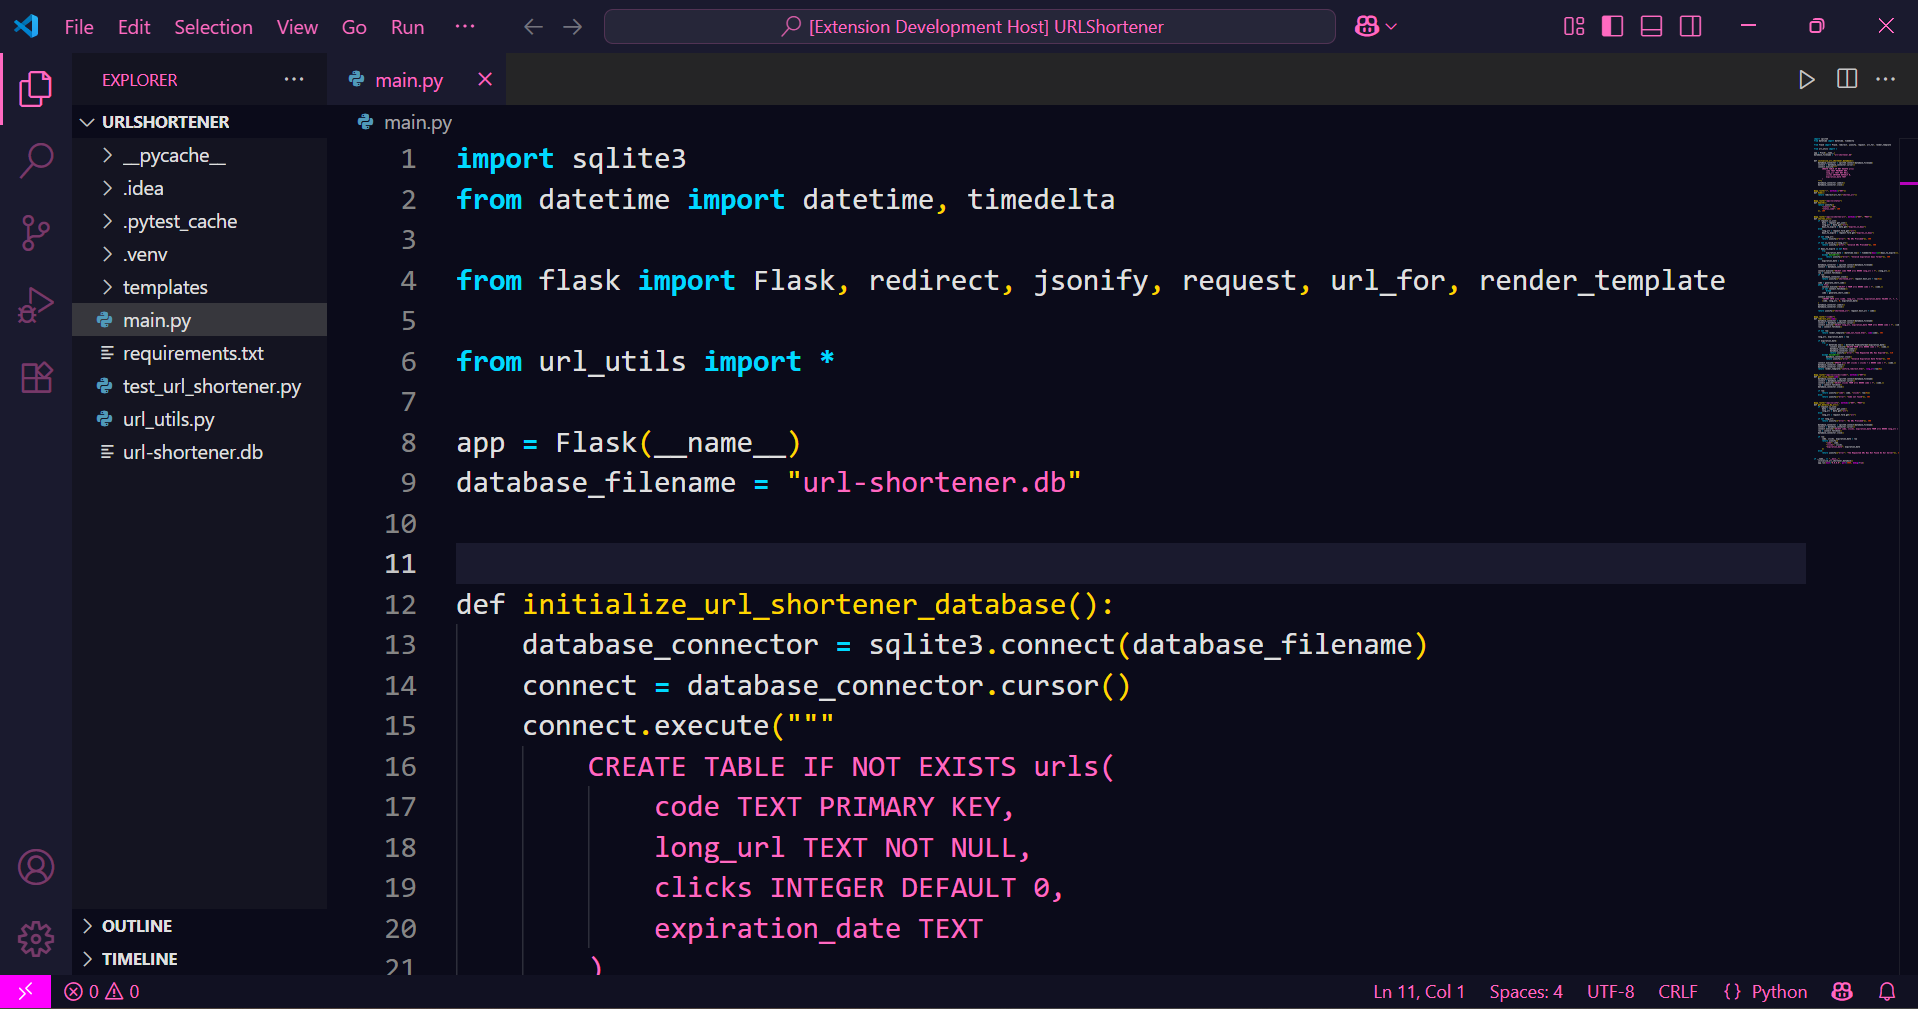 File Edit Selection View Go Run ···
[Extension Development Host] URLShortener
EXPLORER
main.py
URLSHORTENER
__pycache__
.idea
.pytest_cache
.venv
templates
main.py
requirements.txt
test_url_shortener.py
url_utils.py
url-shortener.db
OUTLINE
TIMELINE
main.py
1 import sqlite3
2 from datetime import datetime, timedelta
3
4 from flask import Flask, redirect, jsonify, request, url_for, render_template
5
6 from url_utils import *
7
8 app = Flask(__name__)
9 database_filename = "url-shortener.db"
10
11
12 def initialize_url_shortener_database():
13     database_connector = sqlite3.connect(database_filename)
14     connect = database_connector.cursor()
15     connect.execute("""
16         CREATE TABLE IF NOT EXISTS urls(
17             code TEXT PRIMARY KEY,
18             long_url TEXT NOT NULL,
19             clicks INTEGER DEFAULT 0,
20             expiration_date TEXT
21         )
0 0
Ln 11, Col 1 Spaces: 4 UTF-8 CRLF {} Python